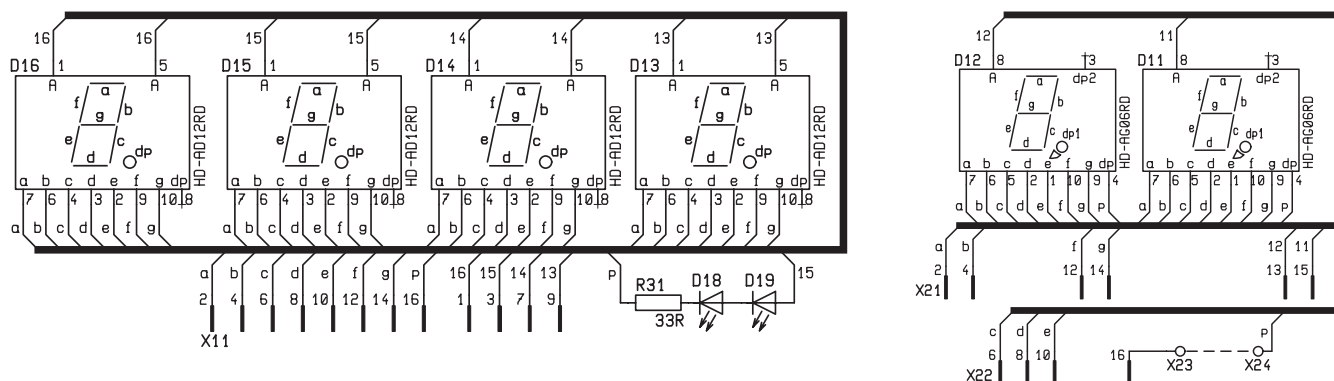 16 16 15 15 14 14 13 13
D16 1 5 D15 1 5 D14 1 5 D13 1 5
A A A A A A A A
a f g b e c d dp
a f g b e c d dp
a f g b e c d dp
a f g b e c d dp
HD-AD12RD HD-AD12RD HD-AD12RD HD-AD12RD
a b c d e f g dp a b c d e f g dp a b c d e f g dp a b c d e f g dp
7 6 4 3 2 9 10 8 7 6 4 3 2 9 10 8 7 6 4 3 2 9 10 8 7 6 4 3 2 9 10 8
a b c d e f g a b c d e f g a b c d e f g a b c d e f g
a b c d e f g p 16 15 14 13 p 15
2 4 6 8 10 12 14 16 1 3 7 9
X11
R31 D18 D19
33R
12 11
D12 8 3 D11 8 3
A dp2 A dp2
a f g b e c d dp1
a f g b e c d dp1
HD-AG06RD HD-AG06RD
a b c d e f g p a b c d e f g p
7 6 5 2 1 10 9 4 7 6 5 2 1 10 9 4
a b c d e f g p a b c d e f g p
a b f g 12 11
2 4 12 14 13 15
X21
c d e p
6 8 10 16
X22 X23 X24